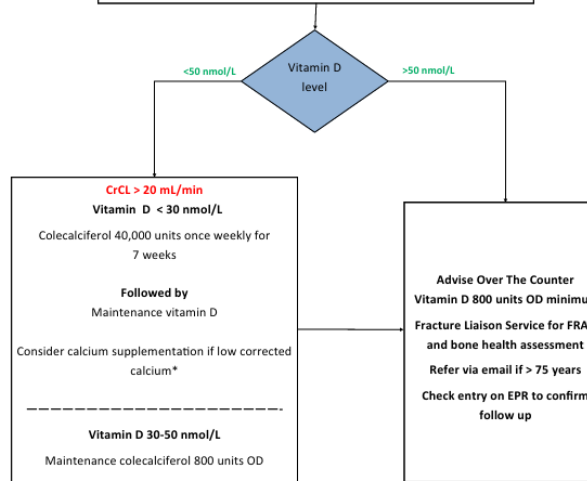 <50 nmol/L
Vitamin D
level
>50 nmol/L
CrCL > 20 mL/min
Vitamin D < 30 nmol/L
Colecalciferol 40,000 units once weekly for
7 weeks
Followed by
Maintenance vitamin D
Consider calcium supplementation if low corrected
calcium*
Vitamin D 30-50 nmol/L
Maintenance colecalciferol 800 units OD
Advise Over The Counter
Vitamin D 800 units OD
Fracture Liaison Service for
and bone health assessment
Refer via email if > 75 years
Check entry on EPR to confirm
follow up